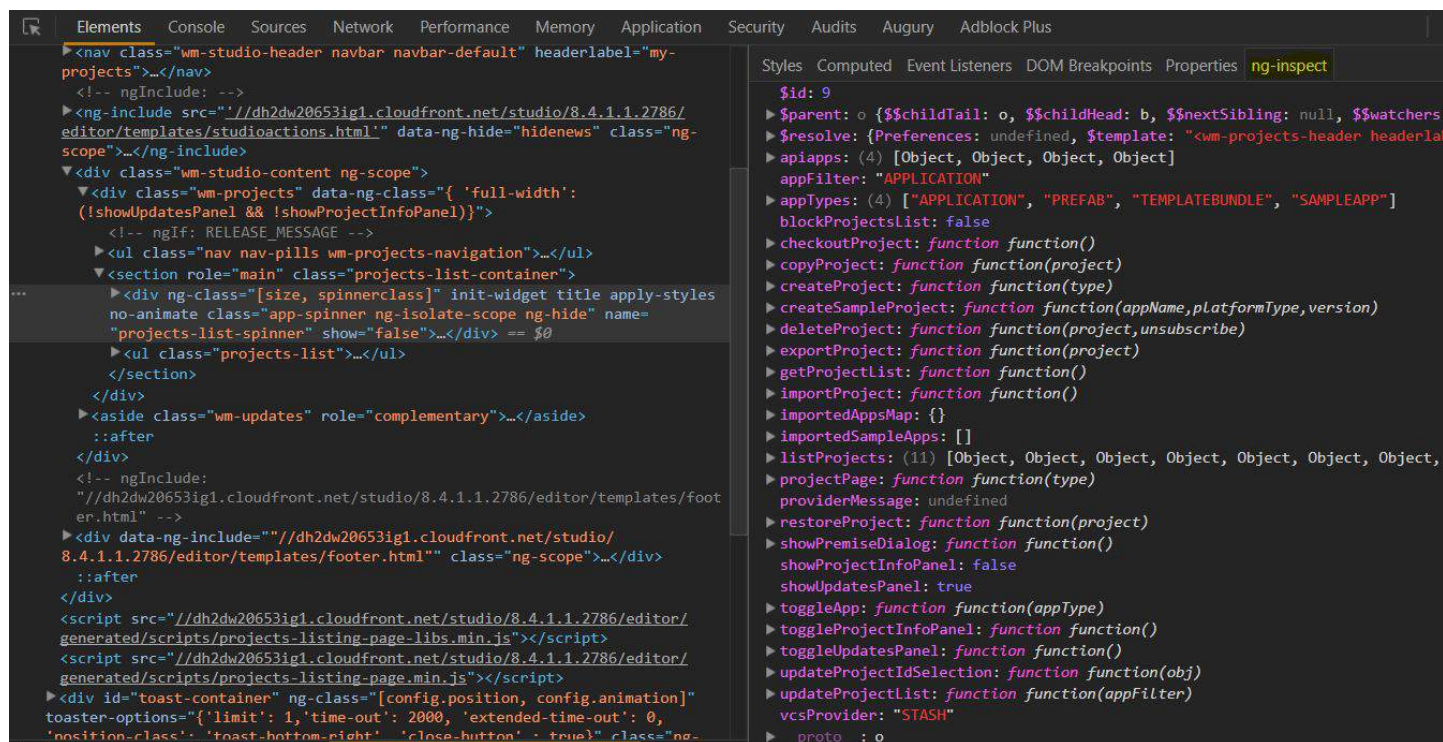 Elements Console Sources Network Performance Memory Application Security Audits Augury Adblock Plus
<nav class="wm-studio-header navbar navbar-default" headerlabel="my-
projects">…</nav>
<!-- ngInclude: -->
<ng-include src="'//dh2dw20653ig1.cloudfront.net/studio/8.4.1.1.2786/
editor/templates/studioactions.html'" data-ng-hide="hidenews" class="ng-
scope">…</ng-include>
<div class="wm-studio-content ng-scope">
<div class="wm-projects" data-ng-class="{ 'full-width':
(!showUpdatesPanel && !showProjectInfoPanel)}">
<!-- ngIf: RELEASE_MESSAGE -->
<ul class="nav nav-pills wm-projects-navigation">…</ul>
<section role="main" class="projects-list-container">
… <div ng-class="[size, spinnerclass]" init-widget title apply-styles
no-animate class="app-spinner ng-isolate-scope ng-hide" name=
"projects-list-spinner" show="false">…</div> == $0
<ul class="projects-list">…</ul>
</section>
</div>
<aside class="wm-updates" role="complementary">…</aside>
::after
</div>
<!-- ngInclude:
"//dh2dw20653ig1.cloudfront.net/studio/8.4.1.1.2786/editor/templates/foot
er.html" -->
<div data-ng-include=""//dh2dw20653ig1.cloudfront.net/studio/
8.4.1.1.2786/editor/templates/footer.html"" class="ng-scope">…</div>
::after
</div>
<script src="//dh2dw20653ig1.cloudfront.net/studio/8.4.1.1.2786/editor/
generated/scripts/projects-listing-page-libs.min.js"></script>
<script src="//dh2dw20653ig1.cloudfront.net/studio/8.4.1.1.2786/editor/
generated/scripts/projects-listing-page.min.js"></script>
<div id="toast-container" ng-class="[config.position, config.animation]"
toaster-options="{'limit': 1,'time-out': 2000, 'extended-time-out': 0,
'position-class': 'toast-bottom-right', 'close-button' : true}" class="ng-
Styles Computed Event Listeners DOM Breakpoints Properties ng-inspect
$id: 9
$parent: o {$$childTail: o, $$childHead: b, $$nextSibling: null, $$watchers
$resolve: {Preferences: undefined, $template: "<wm-projects-header headerla
apiapps: (4) [Object, Object, Object, Object]
appFilter: "APPLICATION"
appTypes: (4) ["APPLICATION", "PREFAB", "TEMPLATEBUNDLE", "SAMPLEAPP"]
blockProjectsList: false
checkoutProject: function function()
copyProject: function function(project)
createProject: function function(type)
createSampleProject: function function(appName,platformType,version)
deleteProject: function function(project,unsubscribe)
exportProject: function function(project)
getProjectList: function function()
importProject: function function()
importedAppsMap: {}
importedSampleApps: []
listProjects: (11) [Object, Object, Object, Object, Object, Object, Object,
projectPage: function function(type)
providerMessage: undefined
restoreProject: function function(project)
showPremiseDialog: function function()
showProjectInfoPanel: false
showUpdatesPanel: true
toggleApp: function function(appType)
toggleProjectInfoPanel: function function()
toggleUpdatesPanel: function function()
updateProjectIdSelection: function function(obj)
updateProjectList: function function(appFilter)
vcsProvider: "STASH"
__proto__: o